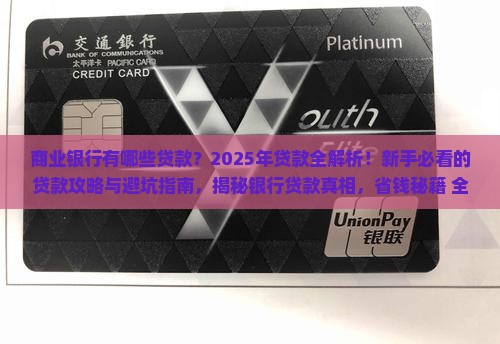 交通銀行
BANK OF COMMUNICATIONS
太平洋卡 PACIFIC CARD
CREDIT CARD
Platinum
outh
Elite
商业银行有哪些贷款？2025年贷款全解析！新手必看的
贷款攻略与避坑指南，揭秘银行贷款真相，省钱秘籍 全
UnionPay
银联